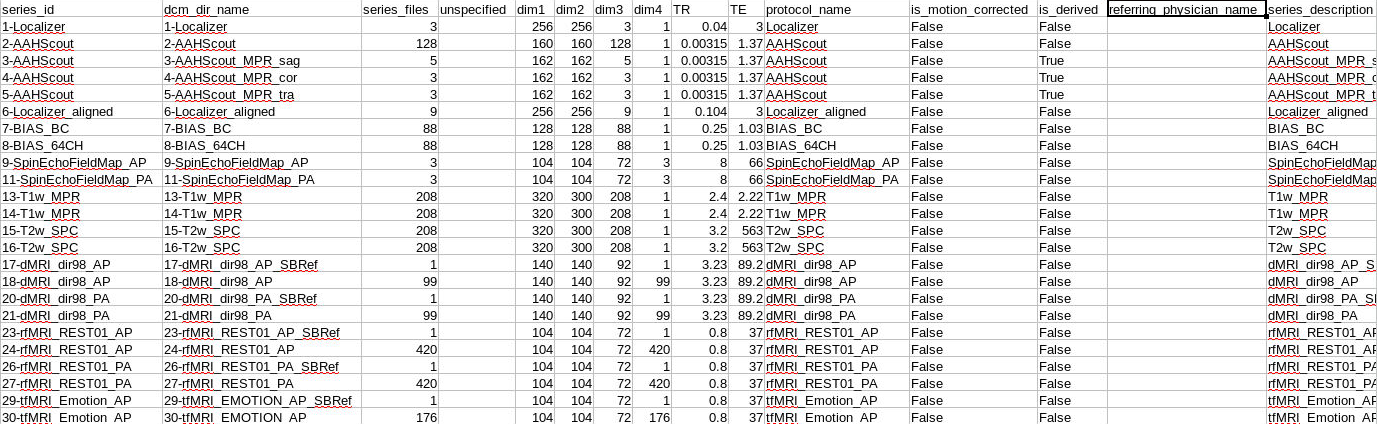 series_id dcm_dir_name series_files unspecified dim1 dim2 dim3 dim4 TR TE protocol_name is_motion_corrected is_derived referring_physician_name series_description
1-Localizer 1-Localizer 3 256 256 3 1 0.04 3 Localizer False False Localizer
2-AAHScout 2-AAHScout 128 160 160 128 1 0.00315 1.37 AAHScout False False AAHScout
3-AAHScout 3-AAHScout_MPR_sag 5 162 162 5 1 0.00315 1.37 AAHScout False True AAHScout_MPR_s
4-AAHScout 4-AAHScout_MPR_cor 3 162 162 3 1 0.00315 1.37 AAHScout False True AAHScout_MPR_c
5-AAHScout 5-AAHScout_MPR_tra 3 162 162 3 1 0.00315 1.37 AAHScout False True AAHScout_MPR_t
6-Localizer_aligned 6-Localizer_aligned 9 256 256 9 1 0.104 3 Localizer_aligned False False Localizer_aligned
7-BIAS_BC 7-BIAS_BC 88 128 128 88 1 0.25 1.03 BIAS_BC False False BIAS_BC
8-BIAS_64CH 8-BIAS_64CH 88 128 128 88 1 0.25 1.03 BIAS_64CH False False BIAS_64CH
9-SpinEchoFieldMap_AP 9-SpinEchoFieldMap_AP 3 104 104 72 3 8 66 SpinEchoFieldMap_AP False False SpinEchoFieldMap
11-SpinEchoFieldMap_PA 11-SpinEchoFieldMap_PA 3 104 104 72 3 8 66 SpinEchoFieldMap_PA False False SpinEchoFieldMap
13-T1w_MPR 13-T1w_MPR 208 320 300 208 1 2.4 2.22 T1w_MPR False False T1w_MPR
14-T1w_MPR 14-T1w_MPR 208 320 300 208 1 2.4 2.22 T1w_MPR False False T1w_MPR
15-T2w_SPC 15-T2w_SPC 208 320 300 208 1 3.2 563 T2w_SPC False False T2w_SPC
16-T2w_SPC 16-T2w_SPC 208 320 300 208 1 3.2 563 T2w_SPC False False T2w_SPC
17-dMRI_dir98_AP 17-dMRI_dir98_AP_SBRef 1 140 140 92 1 3.23 89.2 dMRI_dir98_AP False False dMRI_dir98_AP_S
18-dMRI_dir98_AP 18-dMRI_dir98_AP 99 140 140 92 99 3.23 89.2 dMRI_dir98_AP False False dMRI_dir98_AP
20-dMRI_dir98_PA 20-dMRI_dir98_PA_SBRef 1 140 140 92 1 3.23 89.2 dMRI_dir98_PA False False dMRI_dir98_PA_S
21-dMRI_dir98_PA 21-dMRI_dir98_PA 99 140 140 92 99 3.23 89.2 dMRI_dir98_PA False False dMRI_dir98_PA
23-rfMRI_REST01_AP 23-rfMRI_REST01_AP_SBRef 1 104 104 72 1 0.8 37 rfMRI_REST01_AP False False rfMRI_REST01_AP
24-rfMRI_REST01_AP 24-rfMRI_REST01_AP 420 104 104 72 420 0.8 37 rfMRI_REST01_AP False False rfMRI_REST01_AP
26-rfMRI_REST01_PA 26-rfMRI_REST01_PA_SBRef 1 104 104 72 1 0.8 37 rfMRI_REST01_PA False False rfMRI_REST01_PA
27-rfMRI_REST01_PA 27-rfMRI_REST01_PA 420 104 104 72 420 0.8 37 rfMRI_REST01_PA False False rfMRI_REST01_PA
29-tfMRI_Emotion_AP 29-tfMRI_EMOTION_AP_SBRef 1 104 104 72 1 0.8 37 tfMRI_Emotion_AP False False tfMRI_Emotion_AP
30-tfMRI_Emotion_AP 30-tfMRI_EMOTION_AP 176 104 104 72 176 0.8 37 tfMRI_Emotion_AP False False tfMRI_Emotion_AP